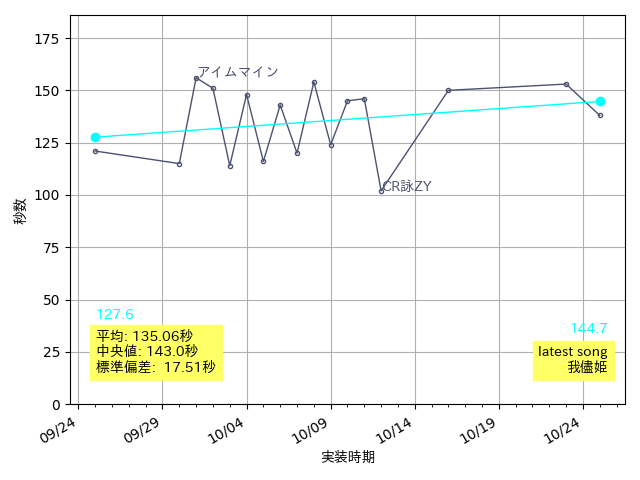 175
150
125
100
75
50
25
0
秒数
アイムマイン
CR詠ZY
127.6
平均: 135.06秒
中央値: 143.0秒
標準偏差: 17.51秒
144.7
latest song
我儘姫
09/24
09/29
10/04
10/09
10/14
10/19
10/24
実装時期